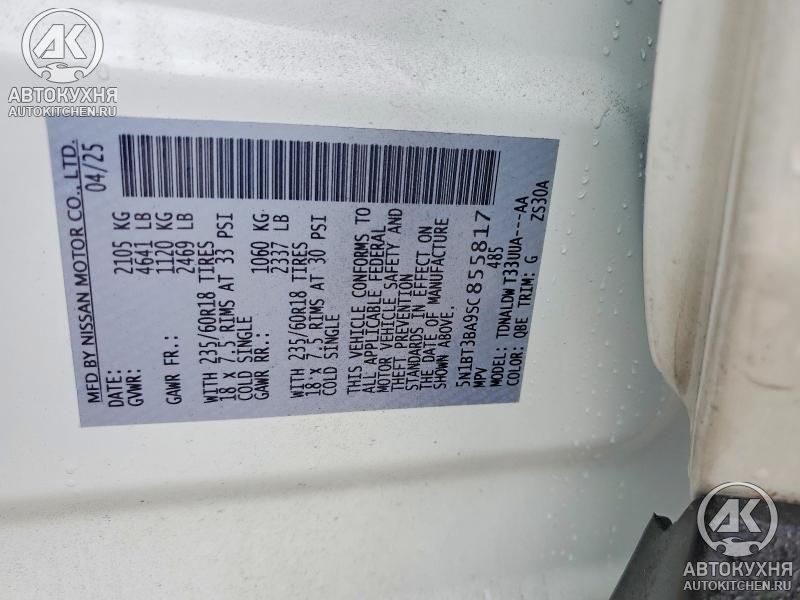 AK
АВТОКУХНЯ
AUTOKITCHEN.RU
MFD BY NISSAN MOTOR CO., LTD.
DATE: 04/25
GVWR: 2105 KG
4641 LB
GAWR FR.: 1120 KG
2469 LB
WITH 235/60R18 TIRES
18 X 7.5 RIMS AT 33 PSI
COLD SINGLE
GAWR RR.: 1060 KG
2337 LB
WITH 235/60R18 TIRES
18 X 7.5 RIMS AT 30 PSI
COLD SINGLE
THIS VEHICLE CONFORMS TO
ALL APPLICABLE FEDERAL
MOTOR VEHICLE SAFETY AND
THEFT PREVENTION
STANDARDS IN EFFECT ON
THE DATE OF MANUFACTURE
SHOWN ABOVE.
5N1BT3BA9SC855817
MPV 485
MODEL: TDNALDW T33UUA---AA
COLOR: QBE TRIM: G ZS30A
AK
АВТОКУХНЯ
AUTOKITCHEN.RU